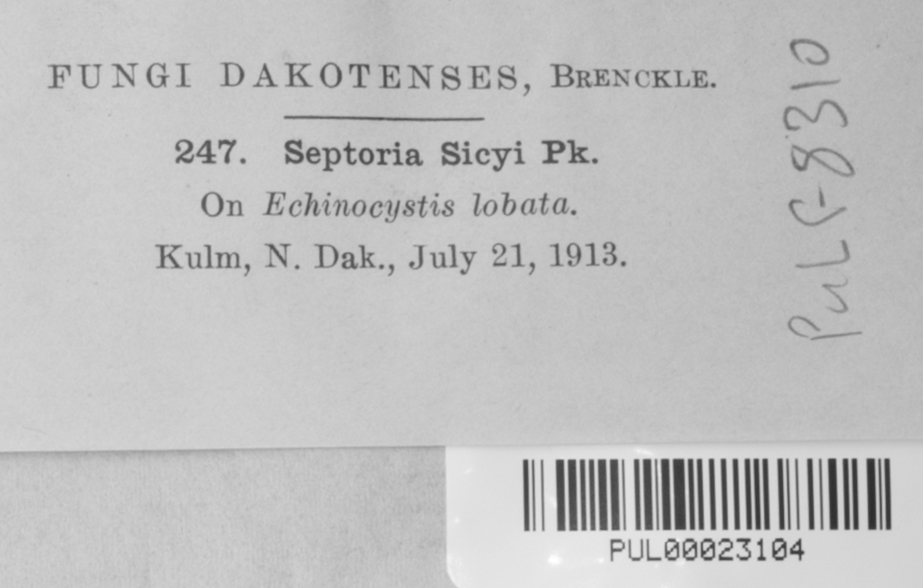 FUNGI DAKOTENSES, BRENCKLE.
247. Septoria Sicyi Pk.
On Echinocystis lobata.
Kulm, N. Dak., July 21, 1913.
PuL F-8310
PUL00023104